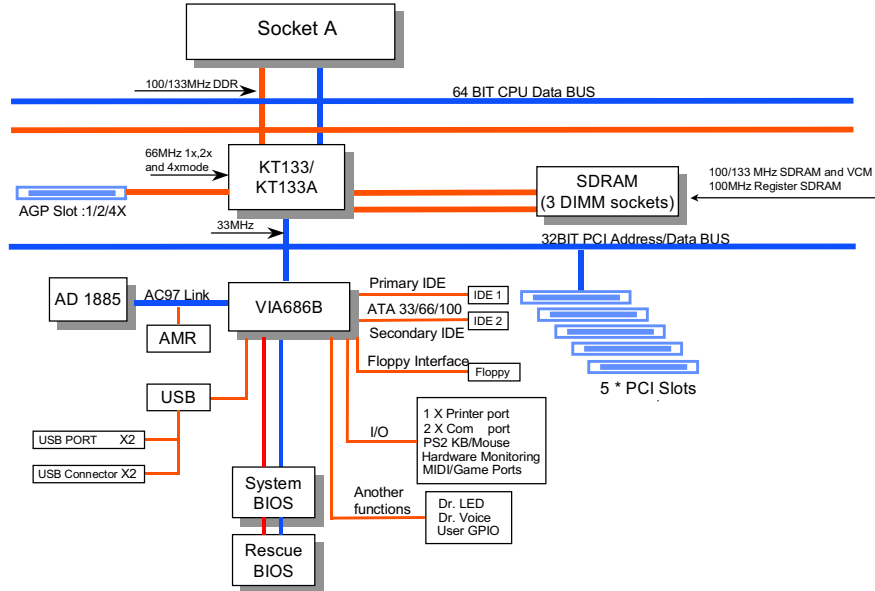 Socket A
100/133MHz DDR
64 BIT CPU Data BUS
66MHz 1x,2x
and 4xmode
KT133/
KT133A
SDRAM
(3 DIMM sockets)
100/133 MHz SDRAM and VCM
100MHz Register SDRAM
AGP Slot :1/2/4X
33MHz
32BIT PCI Address/Data BUS
AD 1885
AC97 Link
VIA686B
Primary IDE
IDE 1
ATA 33/66/100
IDE 2
Secondary IDE
AMR
Floppy Interface
Floppy
5 * PCI Slots
USB
USB PORT X2
USB Connector X2
I/O
1 X Printer port
2 X Com port
PS2 KB/Mouse
Hardware Monitoring
MIDI/Game Ports
System
BIOS
Another
functions
Dr. LED
Dr. Voice
User GPIO
Rescue
BIOS